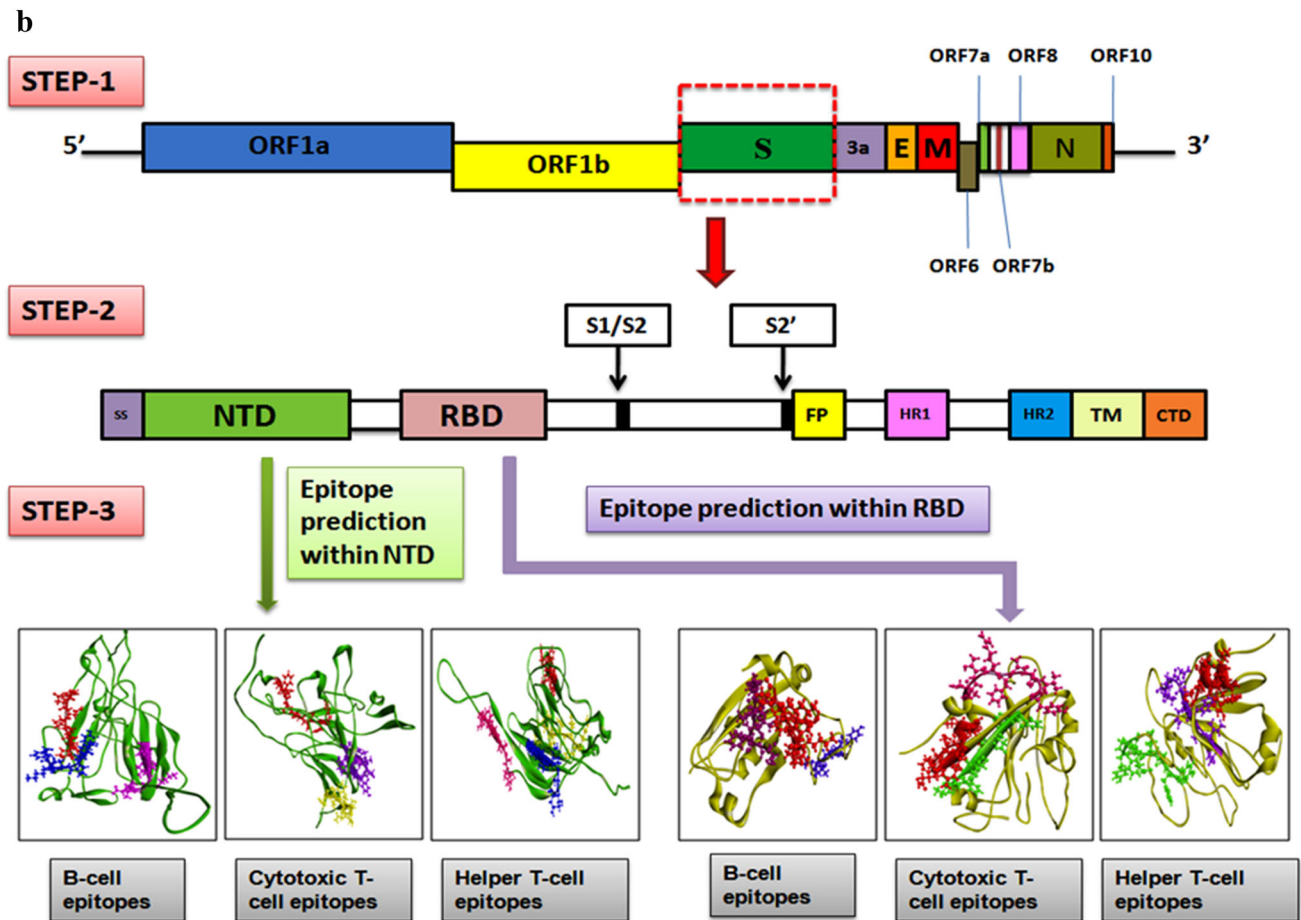 b
STEP-1
ORF7a ORF8 ORF10
5’ ORF1a ORF1b S 3a E M N 3’
ORF6 ORF7b
STEP-2
S1/S2 S2’
SS NTD RBD FP HR1 HR2 TM CTD
STEP-3
Epitope
prediction
within NTD
Epitope prediction within RBD
B-cell
epitopes
Cytotoxic T-
cell epitopes
Helper T-cell
epitopes
B-cell
epitopes
Cytotoxic T-
cell epitopes
Helper T-cell
epitopes